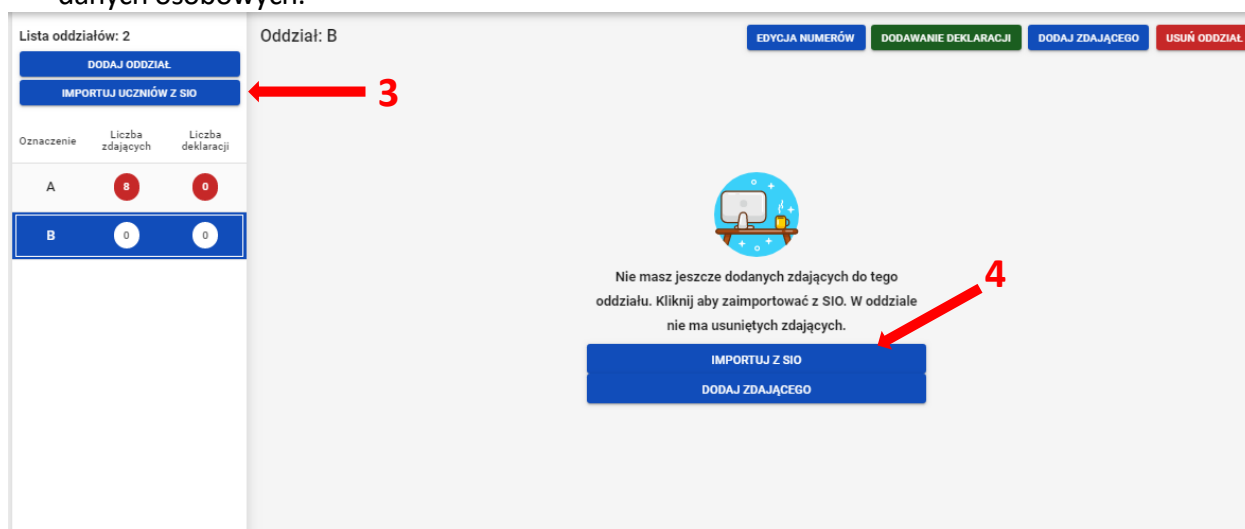 danych osobowych.
Lista oddziałów: 2
DODAJ ODDZIAŁ
IMPORTUJ UCZNIÓW Z SIO
3
Oznaczenie Liczba zdających Liczba deklaracji
A 8 0
B 0 0
Oddział: B
EDYCJA NUMERÓW DODAWANIE DEKLARACJI DODAJ ZDAJĄCEGO USUŃ ODDZIAŁ
Nie masz jeszcze dodanych zdających do tego
oddziału. Kliknij aby zaimportować z SIO. W oddziale
nie ma usuniętych zdających.
4
IMPORTUJ Z SIO
DODAJ ZDAJĄCEGO